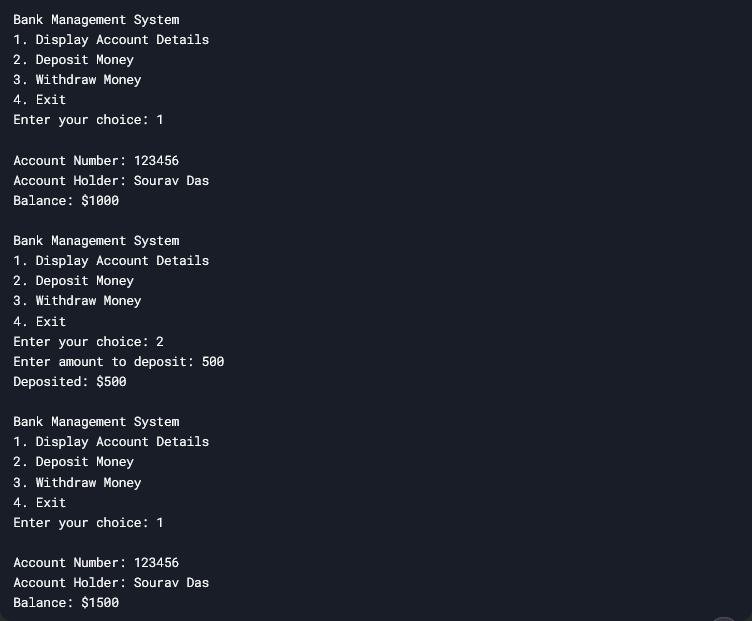 Bank Management System
1. Display Account Details
2. Deposit Money
3. Withdraw Money
4. Exit
Enter your choice: 1
Account Number: 123456
Account Holder: Sourav Das
Balance: $1000
Bank Management System
1. Display Account Details
2. Deposit Money
3. Withdraw Money
4. Exit
Enter your choice: 2
Enter amount to deposit: 500
Deposited: $500
Bank Management System
1. Display Account Details
2. Deposit Money
3. Withdraw Money
4. Exit
Enter your choice: 1
Account Number: 123456
Account Holder: Sourav Das
Balance: $1500